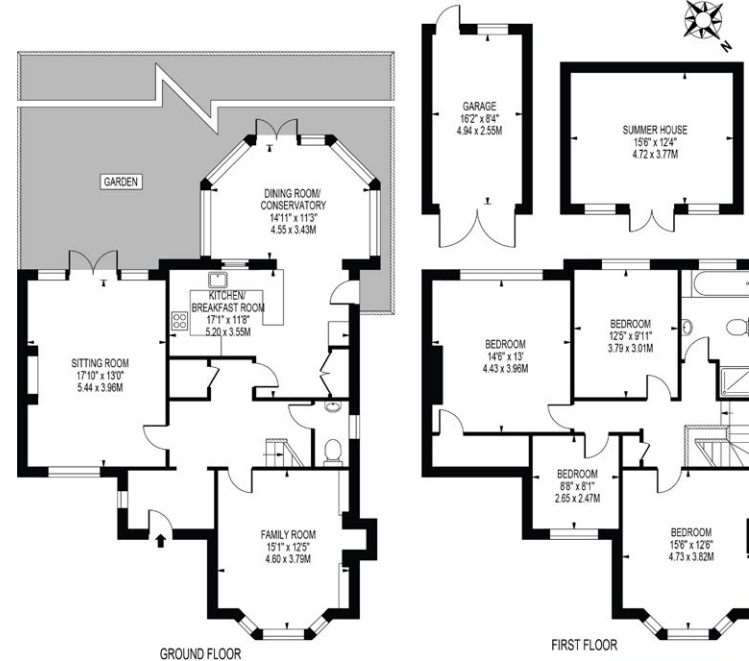 N
GARAGE
16'2" x 8'4"
4.94 x 2.55M
SUMMER HOUSE
15'6" x 12'4"
4.72 x 3.77M
GARDEN
DINING ROOM/
CONSERVATORY
14'11" x 11'3"
4.55 x 3.43M
KITCHEN/
BREAKFAST ROOM
17'1" x 11'8"
5.20 x 3.55M
SITTING ROOM
17'10" x 13'0"
5.44 x 3.96M
FAMILY ROOM
15'1" x 12'5"
4.60 x 3.79M
GROUND FLOOR
BEDROOM
14'6" x 13'
4.43 x 3.96M
BEDROOM
12'5" x 9'11"
3.79 x 3.01M
BEDROOM
8'8" x 8'1"
2.65 x 2.47M
BEDROOM
15'6" x 12'6"
4.73 x 3.82M
FIRST FLOOR